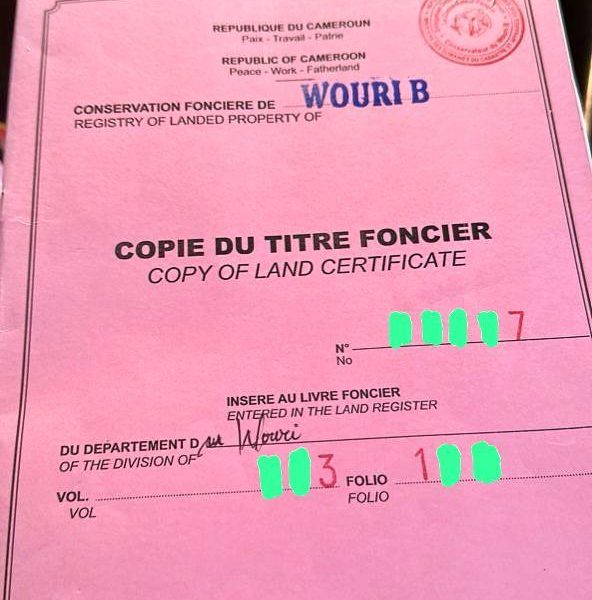 REPUBLIQUE DU CAMEROUN
Paix - Travail - Patrie
REPUBLIC OF CAMEROON
Peace - Work - Fatherland
CONSERVATION FONCIERE DE WOURI B
REGISTRY OF LANDED PROPERTY OF
COPIE DU TITRE FONCIER
COPY OF LAND CERTIFICATE
N° 7
No
INSERE AU LIVRE FONCIER
ENTERED IN THE LAND REGISTER
DU DEPARTEMENT D du Wouri
OF THE DIVISION OF
VOL. 3 FOLIO 1
VOL FOLIO